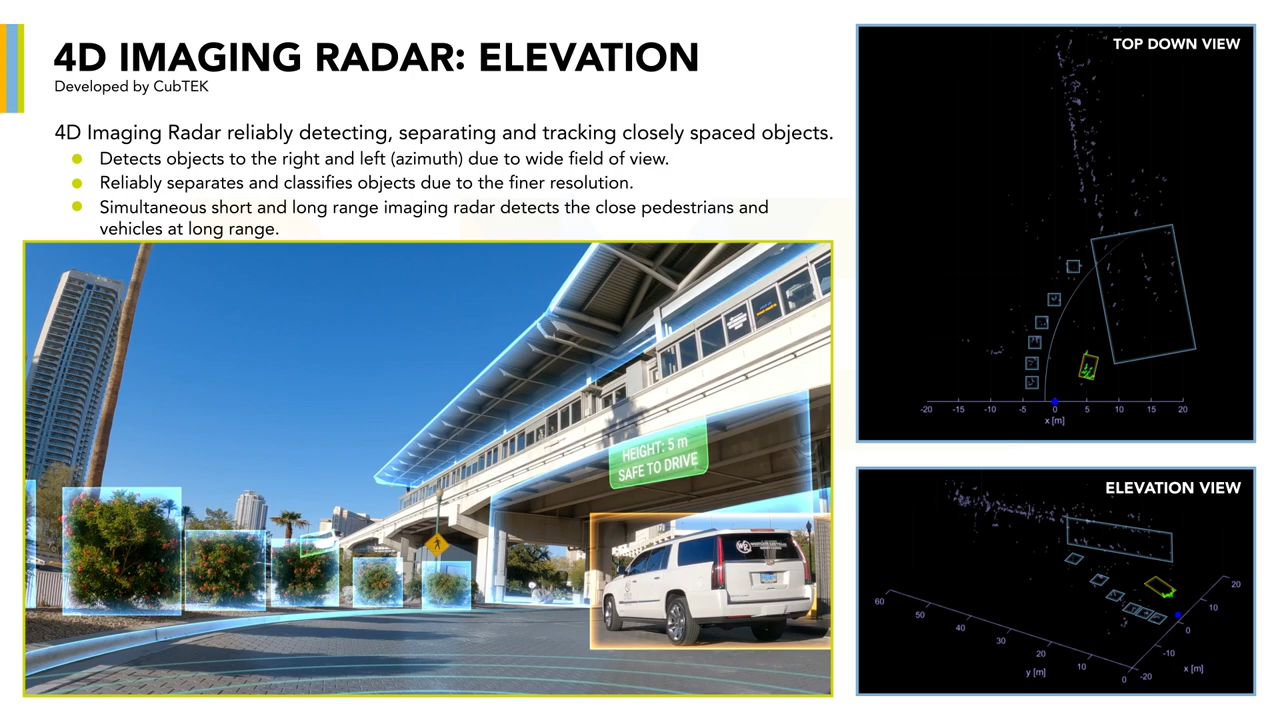 4D IMAGING RADAR: ELEVATION
Developed by CubTEK
4D Imaging Radar reliably detecting, separating and tracking closely spaced objects.
Detects objects to the right and left (azimuth) due to wide field of view.
Reliably separates and classifies objects due to the finer resolution.
Simultaneous short and long range imaging radar detects the close pedestrians and
vehicles at long range.
HEIGHT: 5 m
SAFE TO DRIVE
TOP DOWN VIEW
-20 -15 -10 -5 0 5 10 15 20
x [m]
ELEVATION VIEW
60 50 40 30 20 10 0
y [m]
-20 -10 0 10 20
x [m]